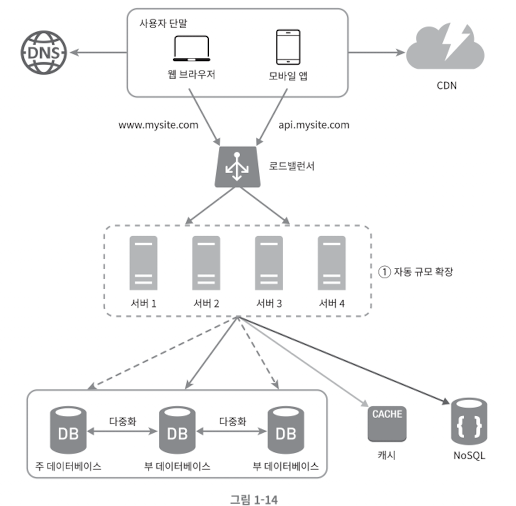 사용자 단말
DNS
웹 브라우저
모바일 앱
CDN
www.mysite.com
api.mysite.com
로드밸런서
① 자동 규모 확장
서버 1
서버 2
서버 3
서버 4
DB
다중화
DB
다중화
DB
주 데이터베이스
부 데이터베이스
부 데이터베이스
CACHE
캐시
{ }
NoSQL
그림 1-14